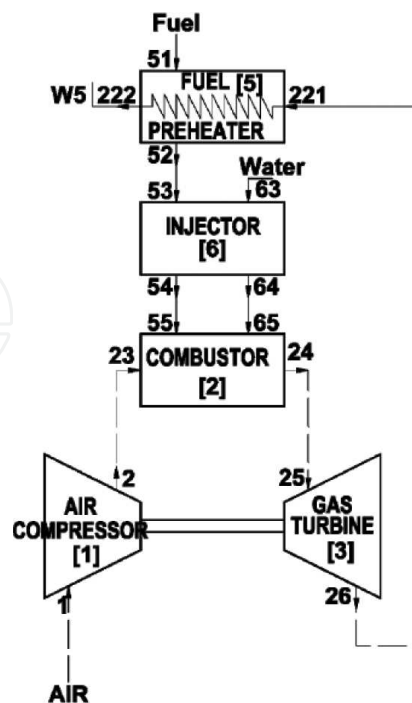 Fuel
51
W5 222 FUEL [5] 221
PREHEATER
52
53 Water
63
INJECTOR
[6]
54 64
55 65
23 COMBUSTOR 24
[2]
2 25
AIR GAS
COMPRESSOR TURBINE
[1] [3]
1 26
AIR